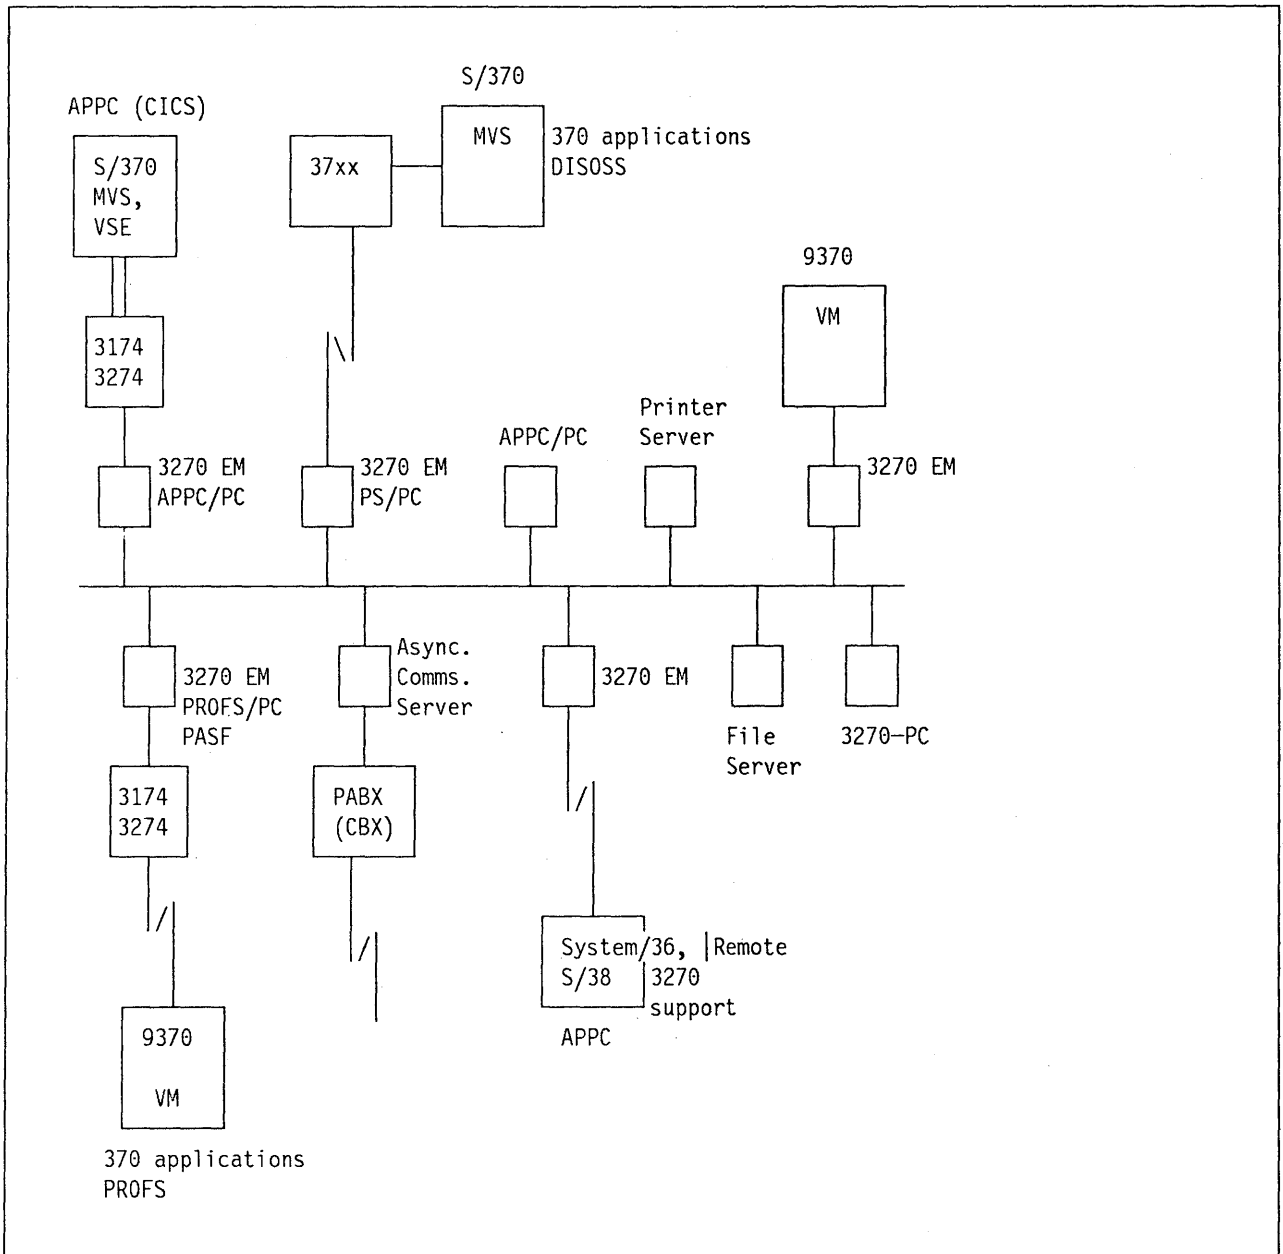 S/370
APPC (CICS)
S/370
MVS,
VSE
37xx
MVS
370 applications
DISOSS
9370
VM
3174
3274
Printer
Server
APPC/PC
3270 EM
APPC/PC
3270 EM
PS/PC
3270 EM
3270 EM
PROFS/PC
PASF
Async.
Comms.
Server
3270 EM
File
Server
3270-PC
3174
3274
PABX
(CBX)
System/36,
S/38
Remote
3270
support
APPC
9370
VM
370 applications
PROFS